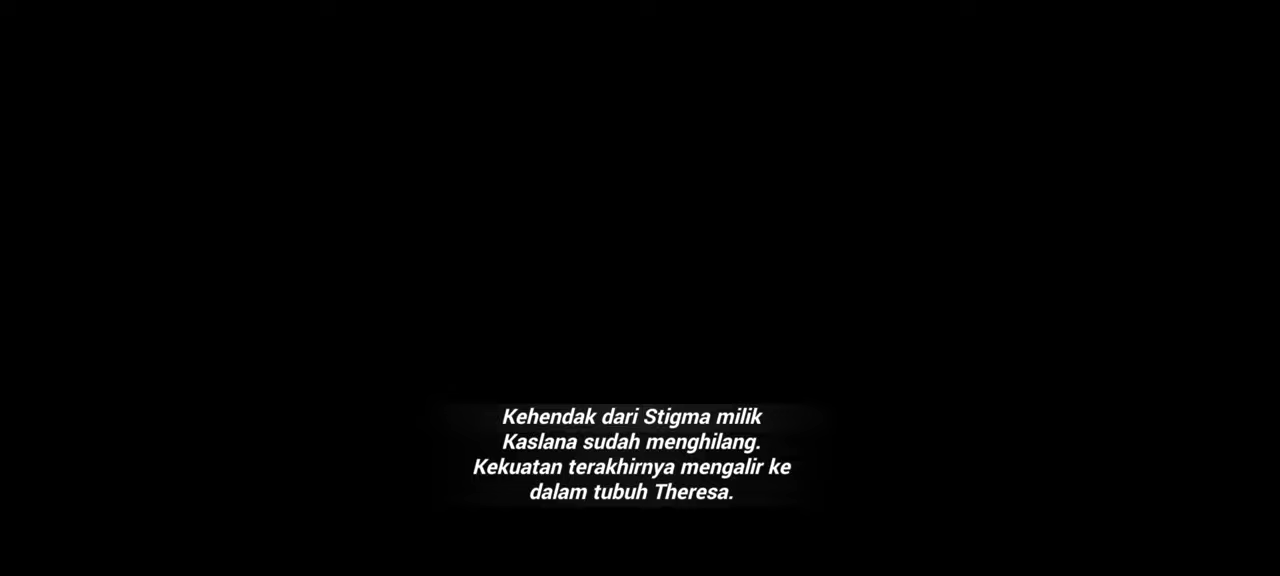 Kehendak dari Stigma milik
Kaslana sudah menghilang.
Kekuatan terakhirnya mengalir ke
dalam tubuh Theresa.